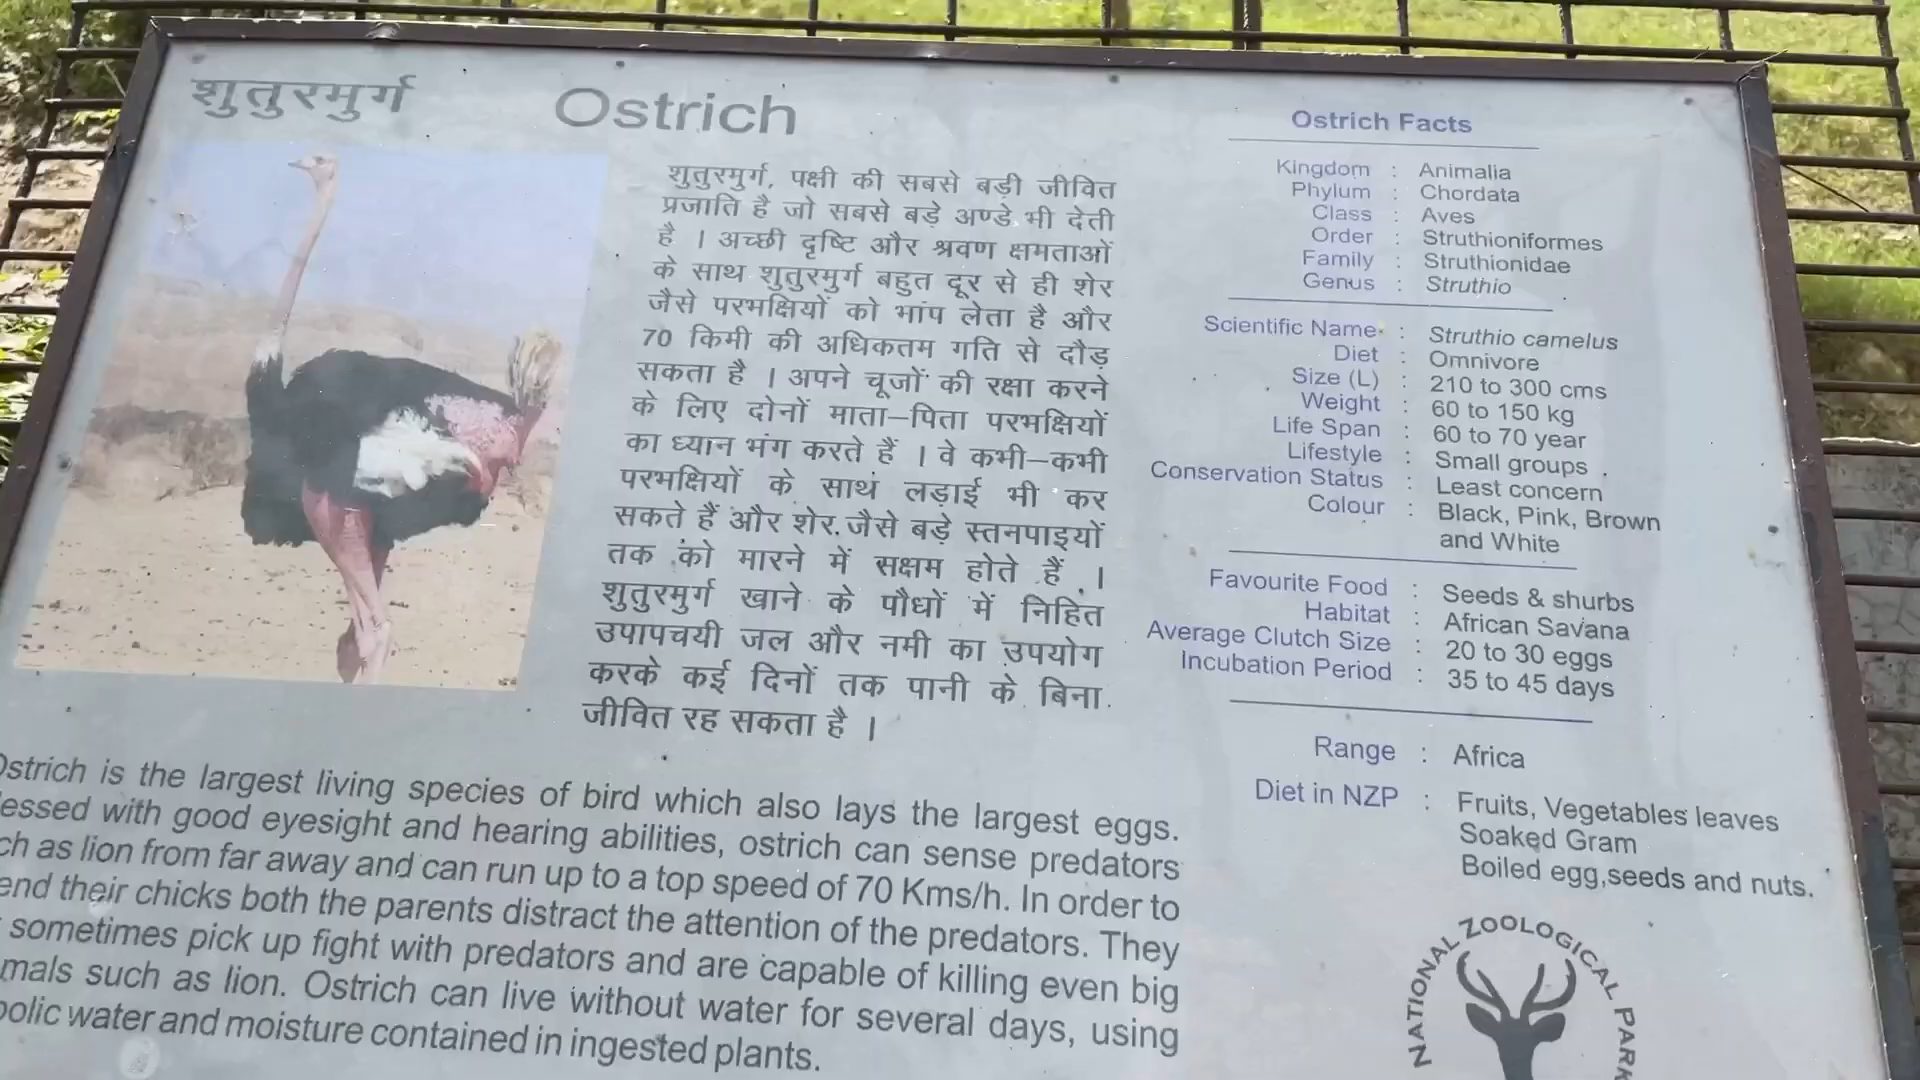 शुतुरमुर्ग
Ostrich
शुतुरमुर्ग, पक्षी की सबसे बड़ी जीवित
प्रजाति है जो सबसे बड़े अण्डे भी देती
है । अच्छी दृष्टि और श्रवण क्षमताओं
के साथ शुतुरमुर्ग बहुत दूर से ही शेर
जैसे परभक्षियों को भांप लेता है और
70 किमी की अधिकतम गति से दौड़
सकता है । अपने चूजों की रक्षा करने
के लिए दोनों माता–पिता परभक्षियों
का ध्यान भंग करते हैं । वे कभी–कभी
परभक्षियों के साथ लड़ाई भी कर
सकते हैं और शेर जैसे बड़े स्तनपाइयों
तक को मारने में सक्षम होते हैं ।
शुतुरमुर्ग खाने के पौधों में निहित
उपापचयी जल और नमी का उपयोग
करके कई दिनों तक पानी के बिना
जीवित रह सकता है ।
Ostrich is the largest living species of bird which also lays the largest eggs.
essed with good eyesight and hearing abilities, ostrich can sense predators
ch as lion from far away and can run up to a top speed of 70 Kms/h. In order to
end their chicks both the parents distract the attention of the predators. They
sometimes pick up fight with predators and are capable of killing even big
mals such as lion. Ostrich can live without water for several days, using
bolic water and moisture contained in ingested plants.
Ostrich Facts
Kingdom : Animalia
Phylum : Chordata
Class : Aves
Order : Struthioniformes
Family : Struthionidae
Genus : Struthio
Scientific Name : Struthio camelus
Diet : Omnivore
Size (L) : 210 to 300 cms
Weight : 60 to 150 kg
Life Span : 60 to 70 year
Lifestyle : Small groups
Conservation Status : Least concern
Colour : Black, Pink, Brown
and White
Favourite Food : Seeds & shurbs
Habitat : African Savana
Average Clutch Size : 20 to 30 eggs
Incubation Period : 35 to 45 days
Range : Africa
Diet in NZP : Fruits, Vegetables leaves
Soaked Gram
Boiled egg,seeds and nuts.
NATIONAL ZOOLOGICAL PARK